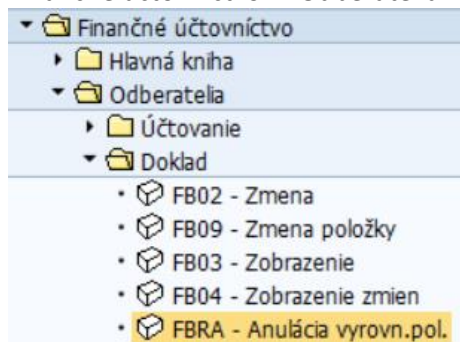 Finančné účtovníctvo
Hlavná kniha
Odberatelia
Účtovanie
Doklad
FB02 - Zmena
FB09 - Zmena položky
FB03 - Zobrazenie
FB04 - Zobrazenie zmien
FBRA - Anulácia vyrovn.pol.